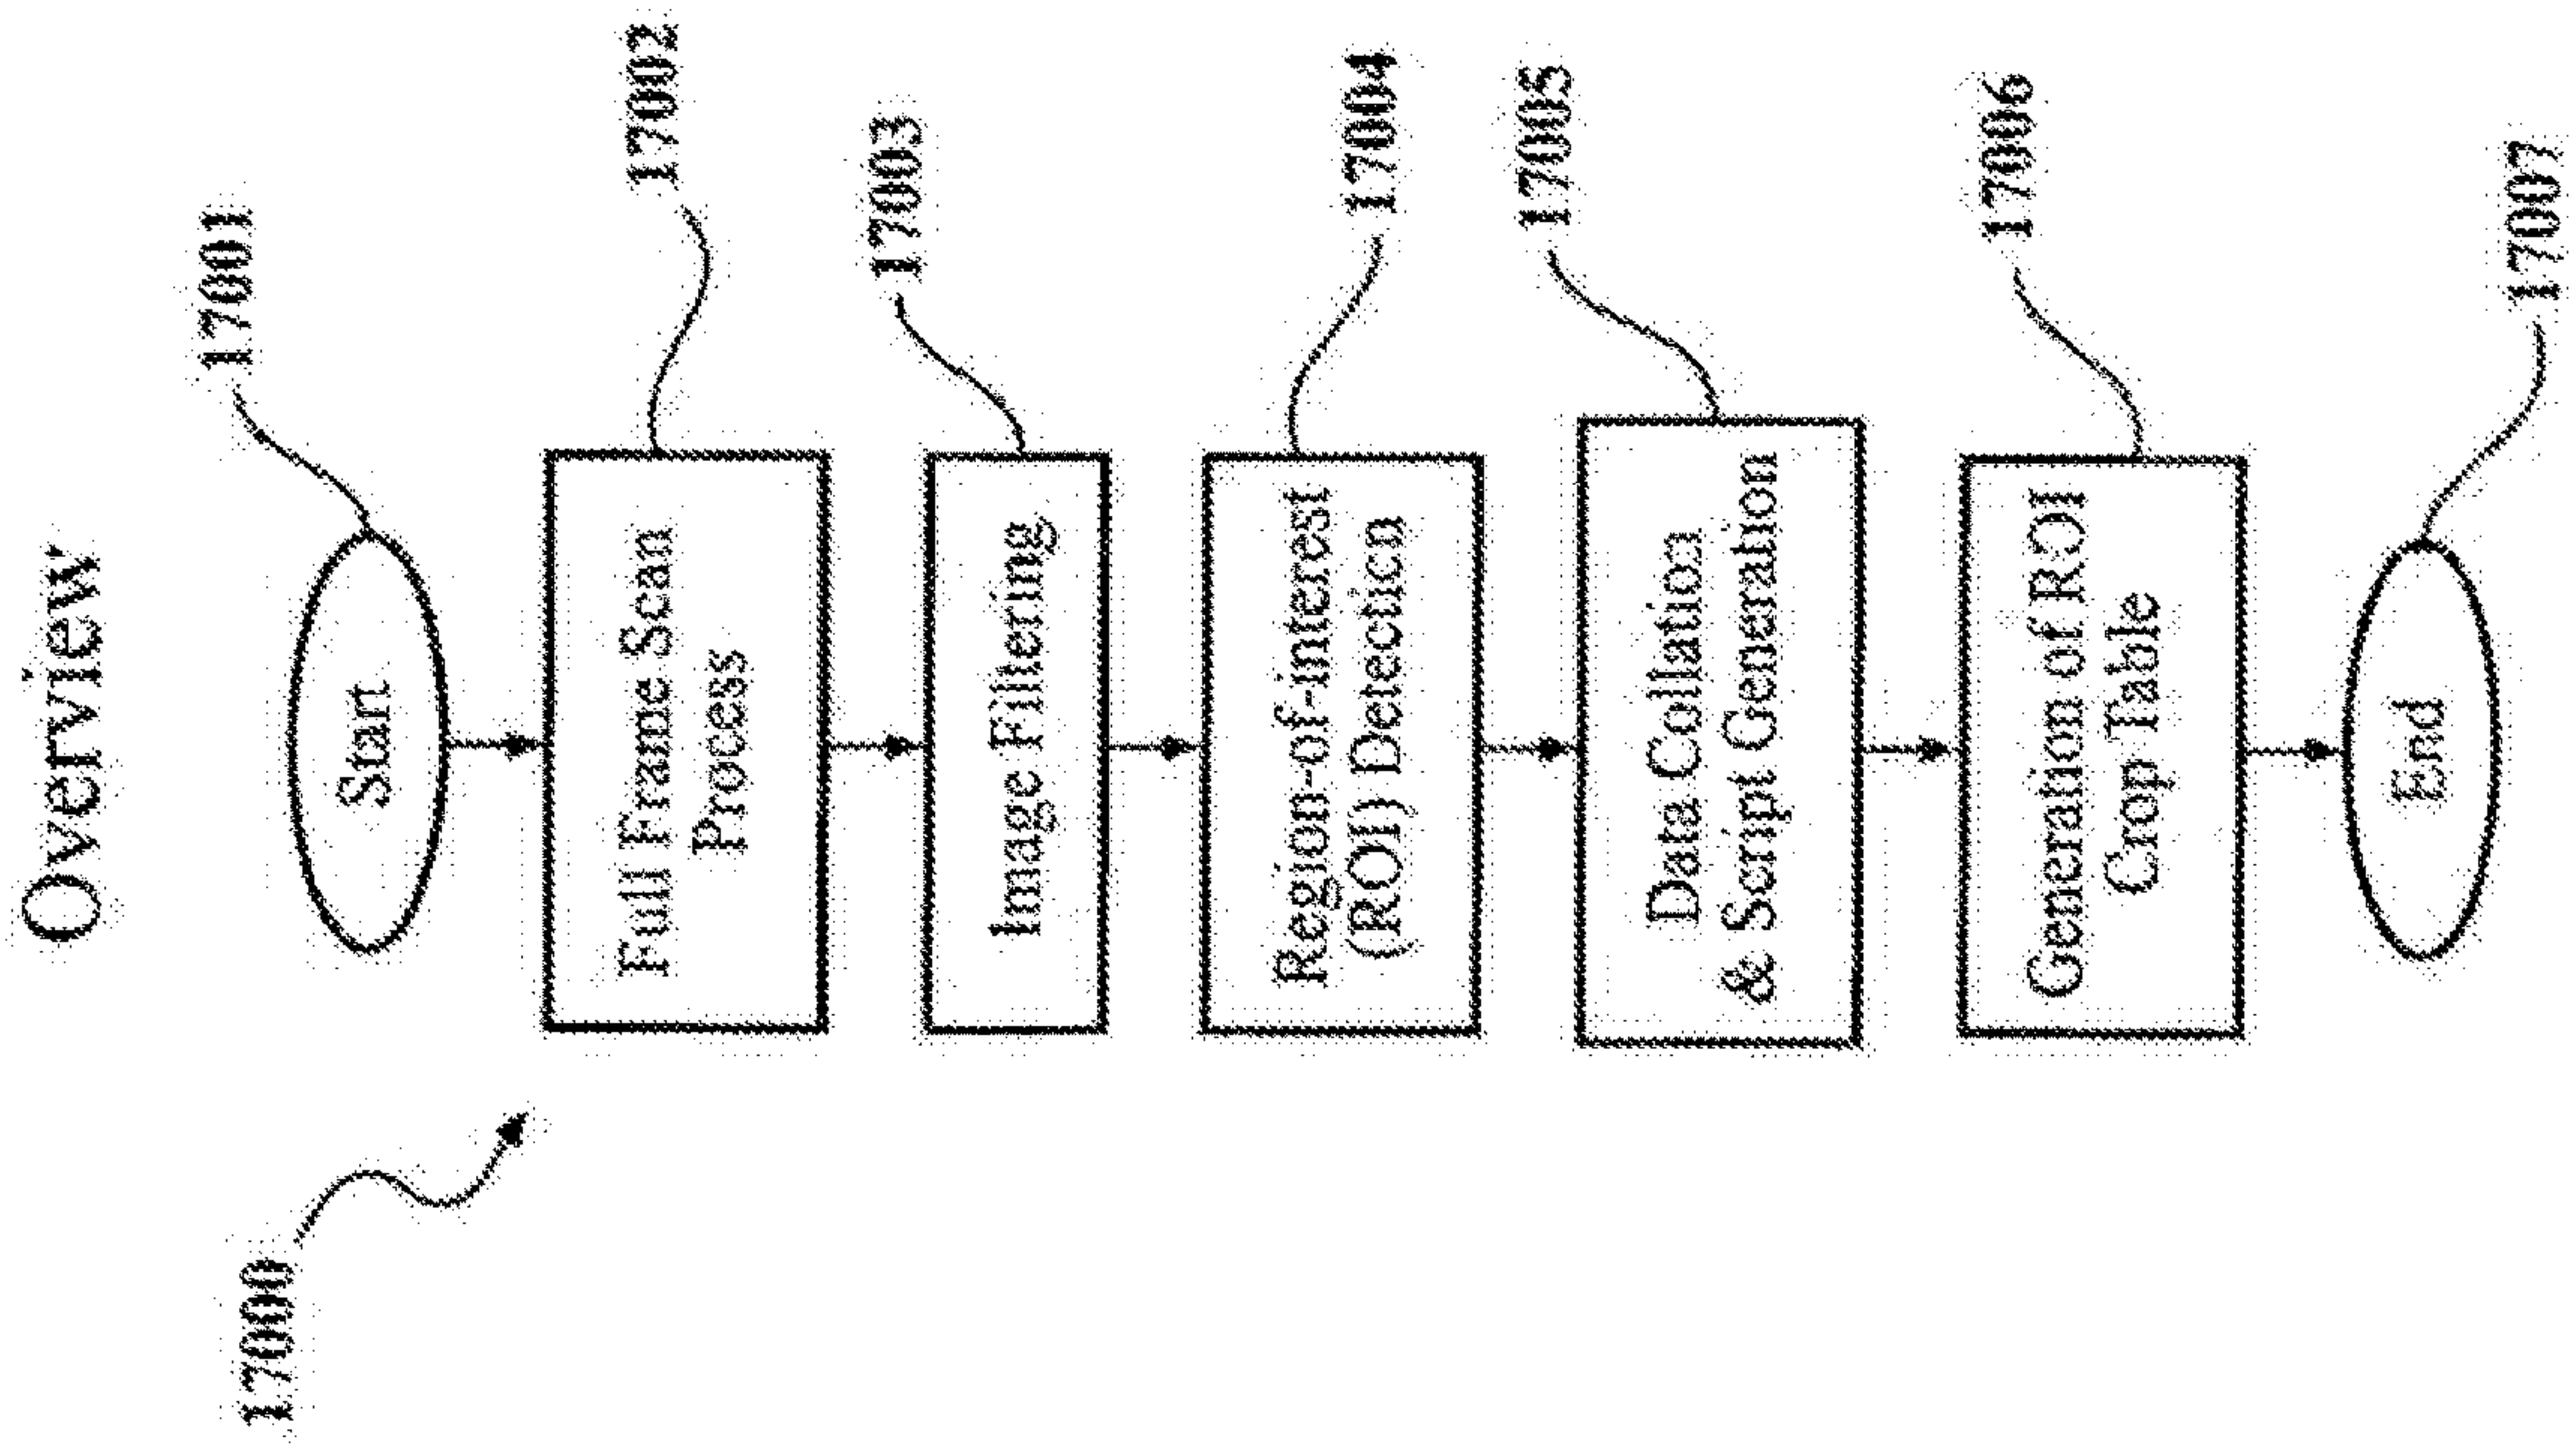 Overview
17000
17001
Start
17002
Full Frame Scan
Process
17003
Image Filtering
17004
Region-of-interest
(ROI) Detection
17005
Data Collation
& Script Generation
17006
Generation of ROI
Crop Table
17007
End